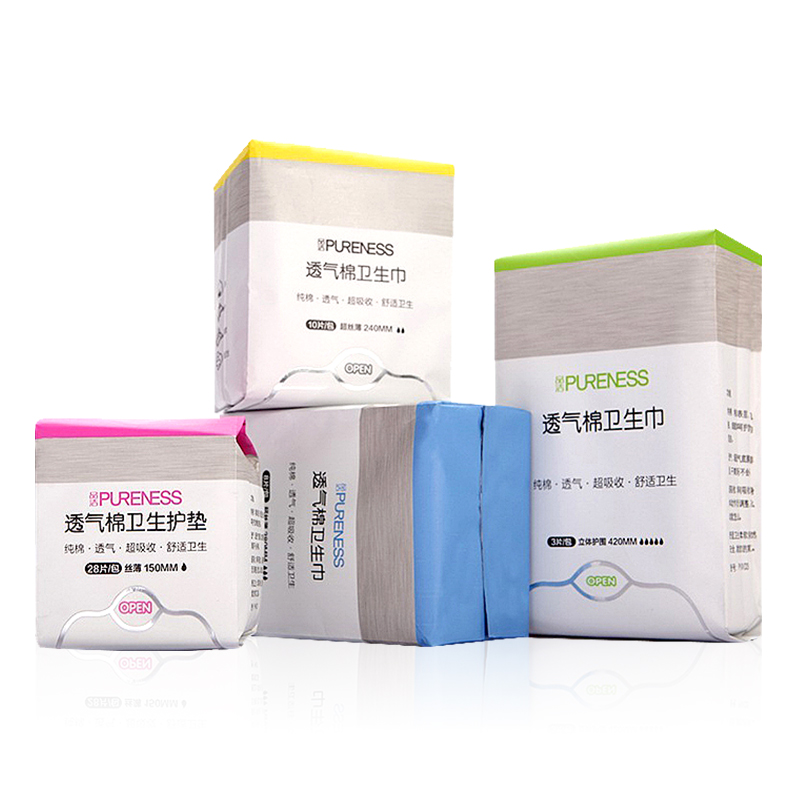 PURENESS
透气棉卫生巾
纯棉·透气·超吸收·舒适卫生
10片/包 超丝薄 240MM
OPEN
PURENESS
透气棉卫生巾
纯棉·透气·超吸收·舒适卫生
3片/包 立体护围 420MM
OPEN
PURENESS
透气棉卫生护垫
纯棉·透气·超吸收·舒适卫生
28片/包 丝薄 150MM
OPEN
PURENESS
透气棉卫生巾
纯棉·透气·超吸收·舒适卫生